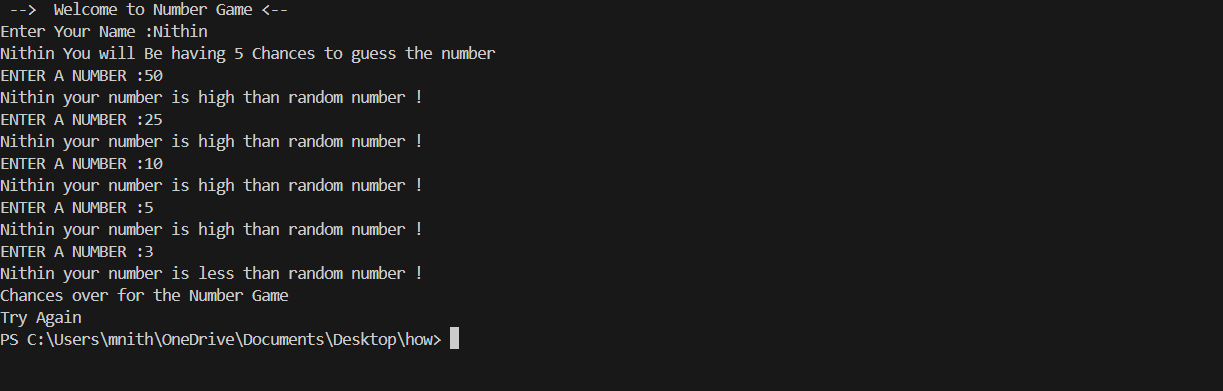 --> Welcome to Number Game <--
Enter Your Name :Nithin
Nithin You will Be having 5 Chances to guess the number
ENTER A NUMBER :50
Nithin your number is high than random number !
ENTER A NUMBER :25
Nithin your number is high than random number !
ENTER A NUMBER :10
Nithin your number is high than random number !
ENTER A NUMBER :5
Nithin your number is high than random number !
ENTER A NUMBER :3
Nithin your number is less than random number !
Chances over for the Number Game
Try Again
PS C:\Users\mnith\OneDrive\Documents\Desktop\how>